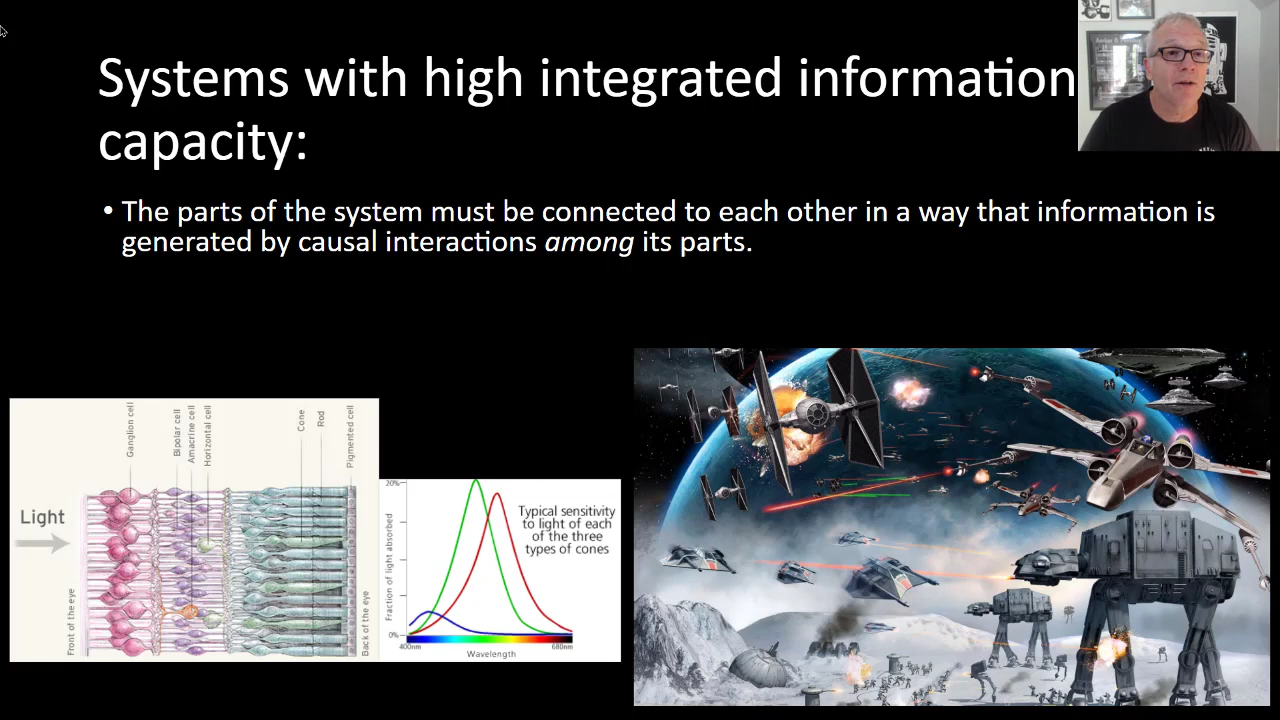 Systems with high integrated information
capacity:
• The parts of the system must be connected to each other in a way that information is
generated by causal interactions among its parts.
Ganglion cell
Bipolar cell
Amacrine cell
Horizontal cell
Cone
Rod
Pigmented cell
Light
Front of the eye
Back of the eye
20%
0%
Fraction of light absorbed
Typical sensitivity
to light of each
of the three
types of cones
400nm
680nm
Wavelength